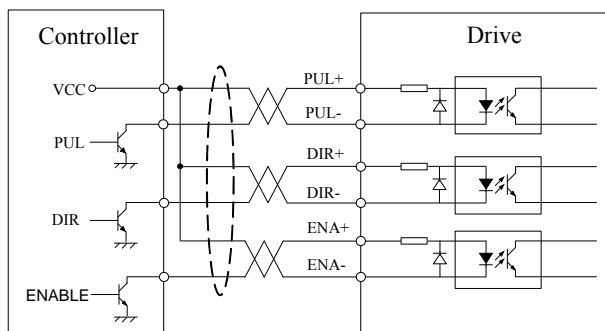 Controller
Drive
VCC
PUL+
PUL-
PUL
DIR+
DIR-
DIR
ENA+
ENA-
ENABLE